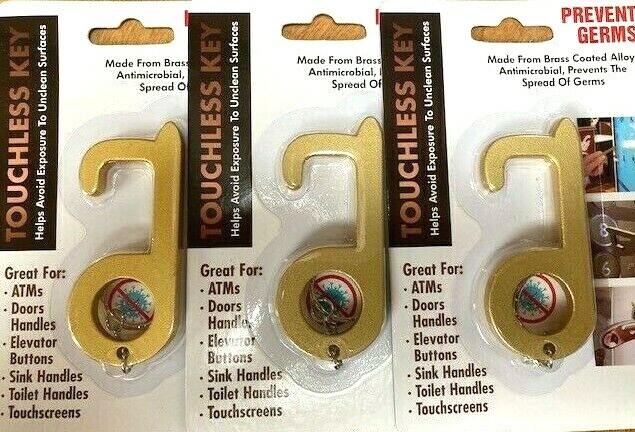 TOUCHLESS KEY
Helps Avoid Exposure To Unclean Surfaces
Made From Brass
Antimicrobial,
Spread Of
Great For:
• ATMs
• Doors
Handles
• Elevator
Buttons
• Sink Handles
• Toilet Handles
• Touchscreens
TOUCHLESS KEY
Helps Avoid Exposure To Unclean Surfaces
Made From Brass
Antimicrobial,
Spread Of
Great For:
• ATMs
• Doors
Handles
• Elevator
Buttons
• Sink Handles
• Toilet Handles
• Touchscreens
TOUCHLESS KEY
Helps Avoid Exposure To Unclean Surfaces
PREVENT
GERMS
Made From Brass Coated Alloy
Antimicrobial, Prevents The
Spread Of Germs
8
6
Great For:
• ATMs
• Doors
Handles
• Elevator
Buttons
• Sink Handles
• Toilet Handles
• Touchscreens